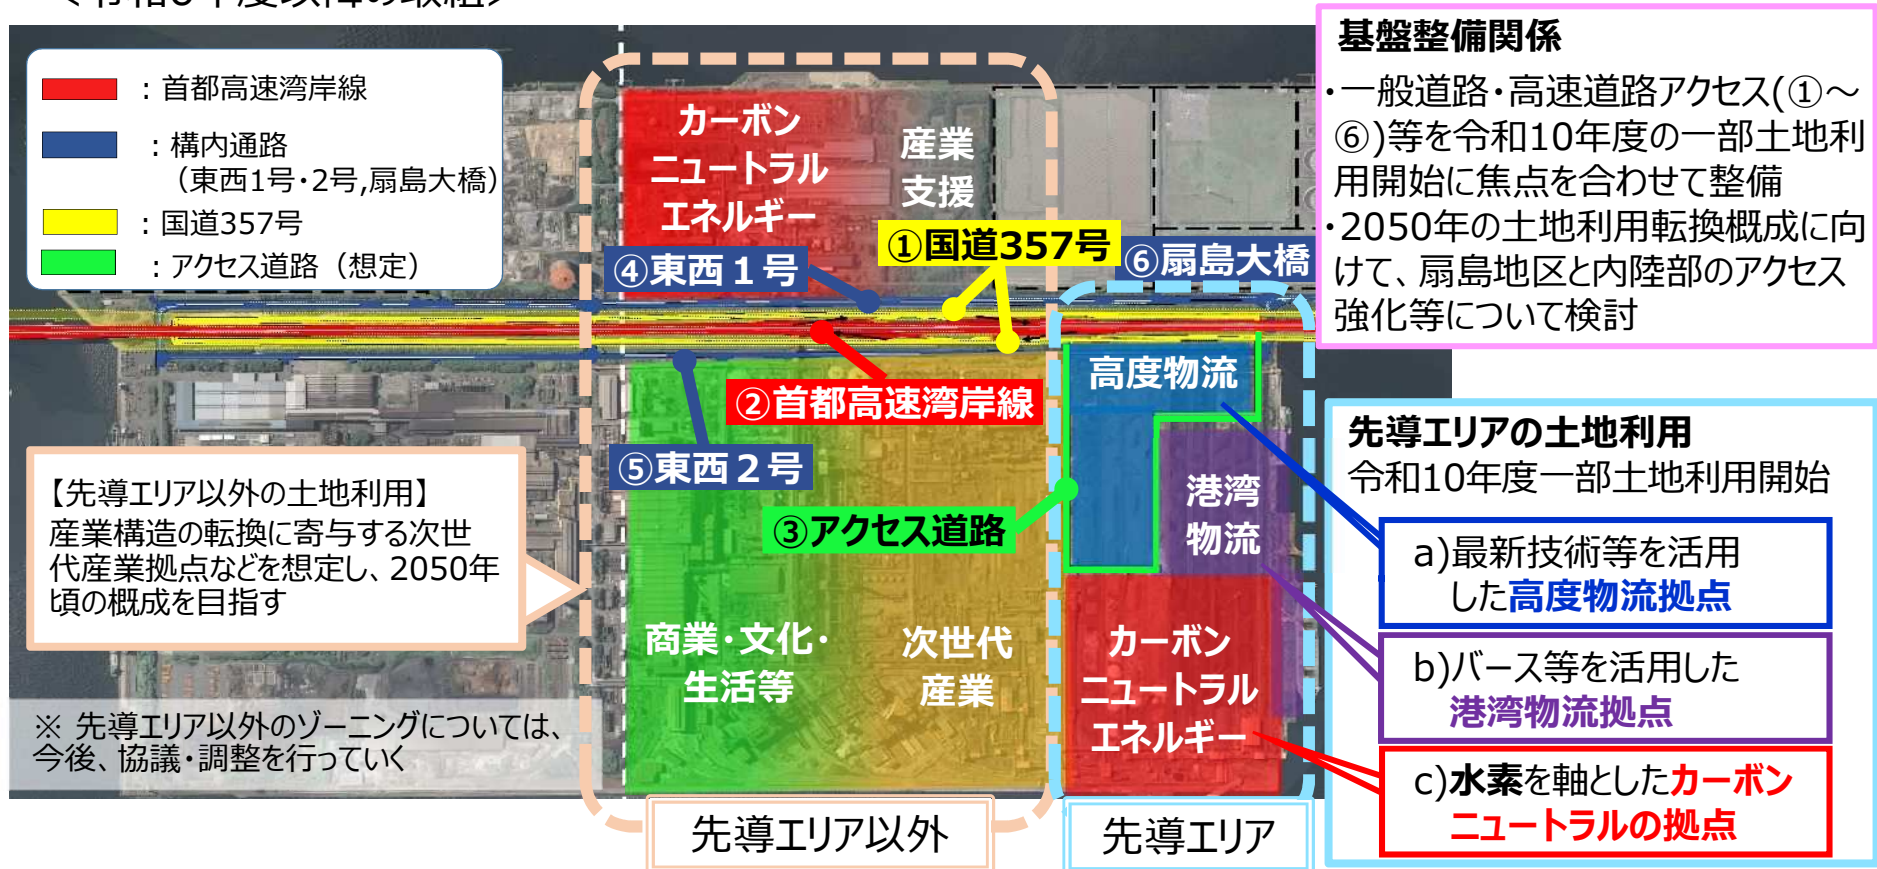 ：首都高速湾岸線
：構内通路
（東西1号・2号,扇島大橋）
：国道357号
：アクセス道路（想定）
カーボン
ニュートラル
エネルギー
産業
支援
①国道357号
④東西１号
⑥扇島大橋
②首都高速湾岸線
⑤東西２号
③アクセス道路
高度物流
港湾
物流
商業・文化・
生活等
次世代
産業
カーボン
ニュートラル
エネルギー
【先導エリア以外の土地利用】
産業構造の転換に寄与する次世
代産業拠点などを想定し、2050年
頃の概成を目指す
※ 先導エリア以外のゾーニングについては、
今後、協議・調整を行っていく
先導エリア以外
先導エリア
基盤整備関係
・一般道路・高速道路アクセス(①～
⑥)等を令和10年度の一部土地利
用開始に焦点を合わせて整備
・2050年の土地利用転換概成に向
けて、扇島地区と内陸部のアクセス
強化等について検討
先導エリアの土地利用
令和10年度一部土地利用開始
a)最新技術等を活用
した高度物流拠点
b)バース等を活用した
港湾物流拠点
c)水素を軸としたカーボン
ニュートラルの拠点